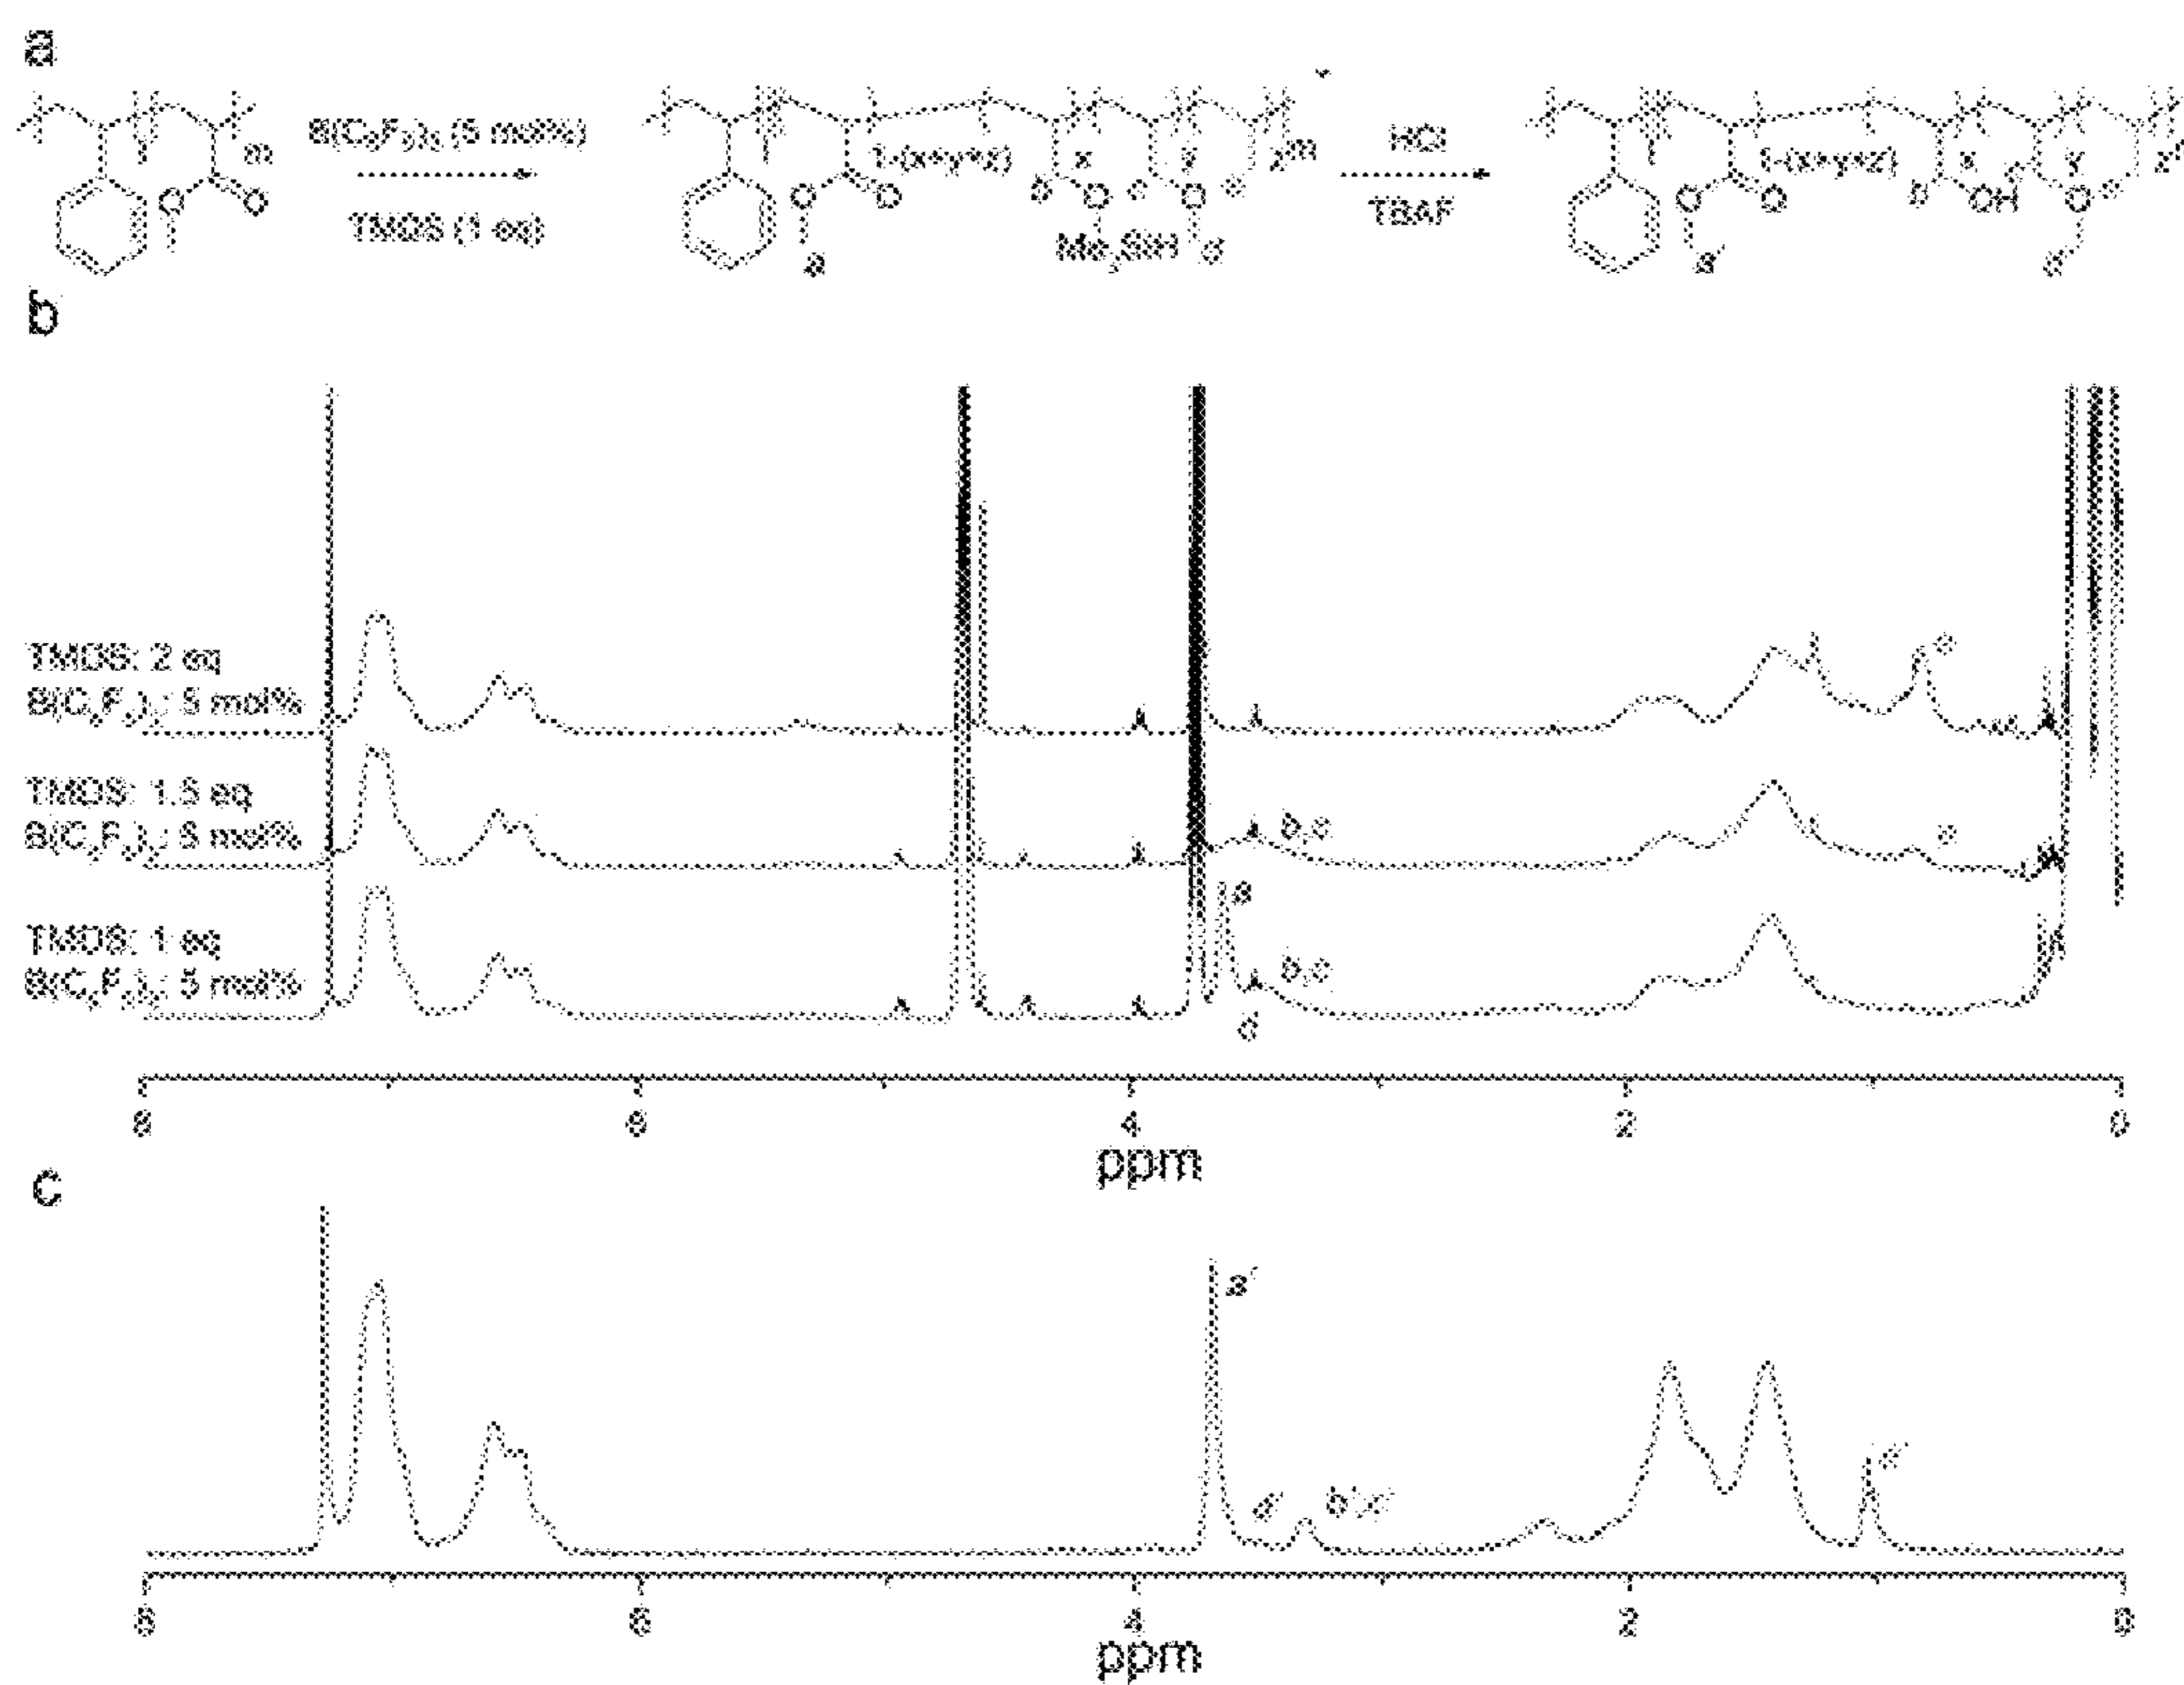 a
B(C₆F₅)₃ (5 mol%)
TMDS (1 eq)
m
O
O
O
O
1-(x+y+z)
x
y
z
m
b
O
c
O
e
Me₂SiH
d
a
HCl
TBAF
O
O
1-(x+y+z)
x
y
z
OH
O
b
TMDS: 2 eq
B(C₆F₅)₃: 5 mol%
e
TMDS: 1.5 eq
B(C₆F₅)₃: 5 mol%
b,c
e
TMDS: 1 eq
B(C₆F₅)₃: 5 mol%
a
b,c
d
8 6 4 2 0
ppm
c
a'
d'
b',c'
8 6 4 2 0
ppm